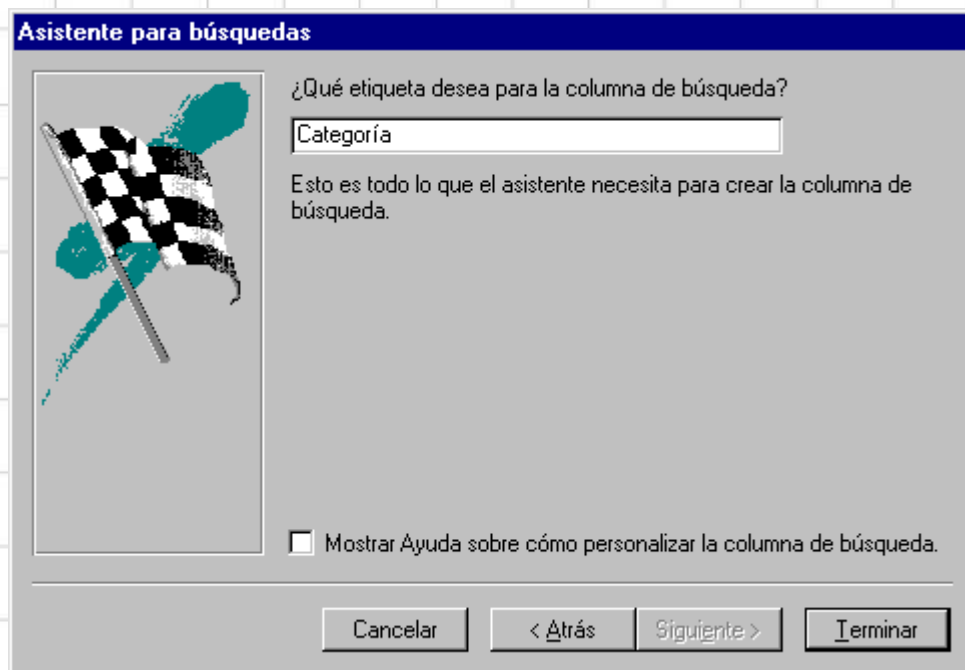 Asistente para búsquedas
¿Qué etiqueta desea para la columna de búsqueda?
Categoría
Esto es todo lo que el asistente necesita para crear la columna de
búsqueda.
Mostrar Ayuda sobre cómo personalizar la columna de búsqueda.
Cancelar
< Atrás
Siguiente >
Terminar